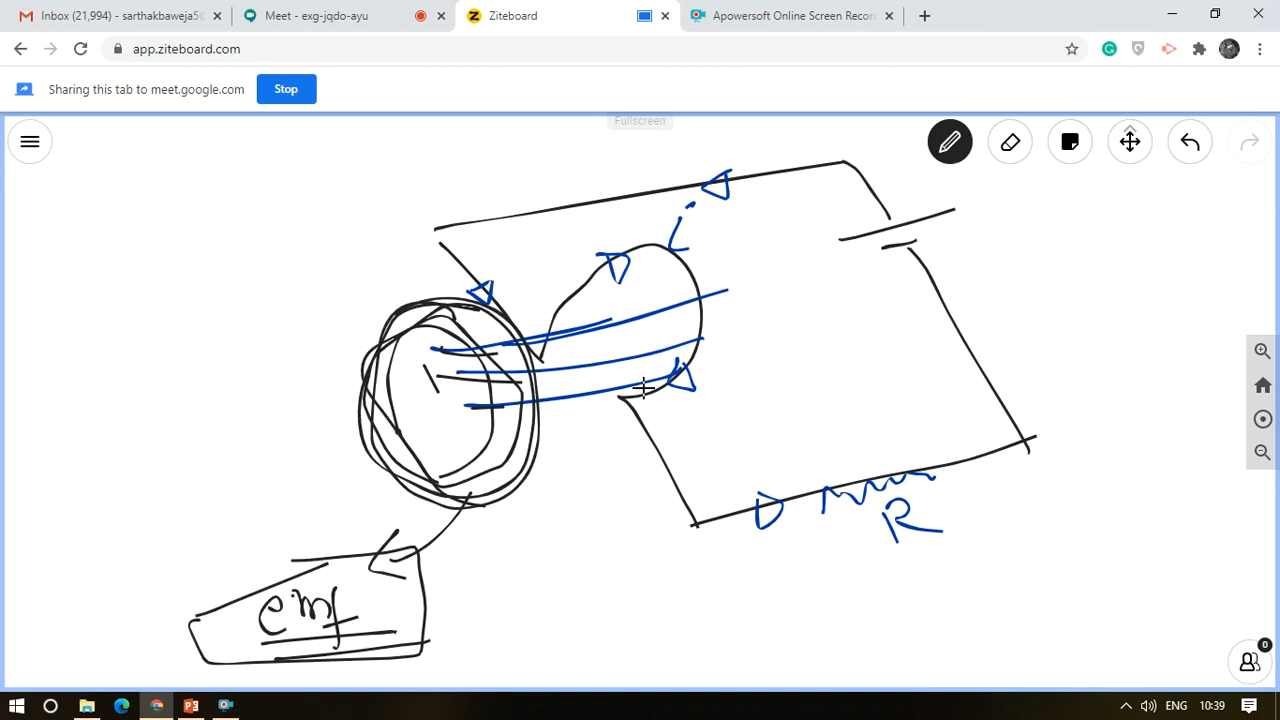 Inbox (21,994) - sarthakbaweja5
Meet - exg-jqdo-ayu
Ziteboard
Apowersoft Online Screen Recor
app.ziteboard.com
Sharing this tab to meet.google.com
Stop
Fullscreen
R
emf
0
ENG
10:39